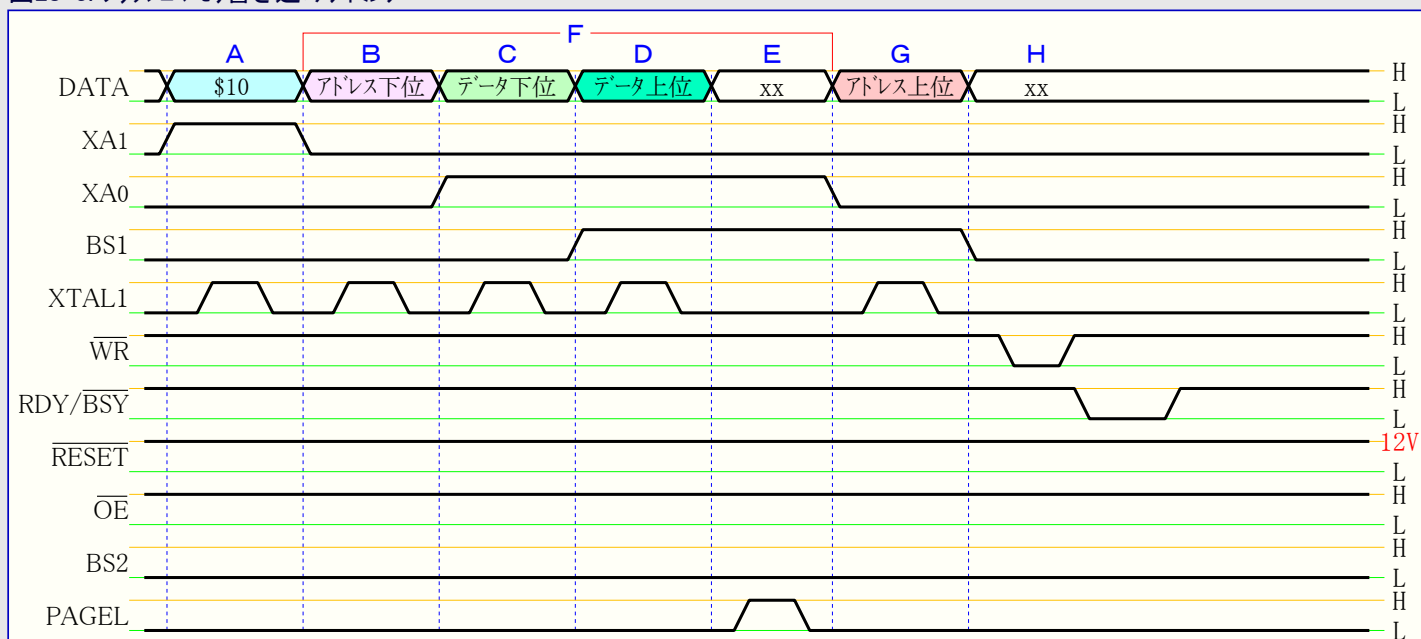 F
A B C D E G H
DATA $10 アドレス下位 データ下位 データ上位 xx アドレス上位 xx H
L
XA1 H
L
XA0 H
L
BS1 H
L
XTAL1 H
L
WR H
L
RDY/BSY H
L
RESET 12V
L
OE H
L
BS2 H
L
PAGEL H
L